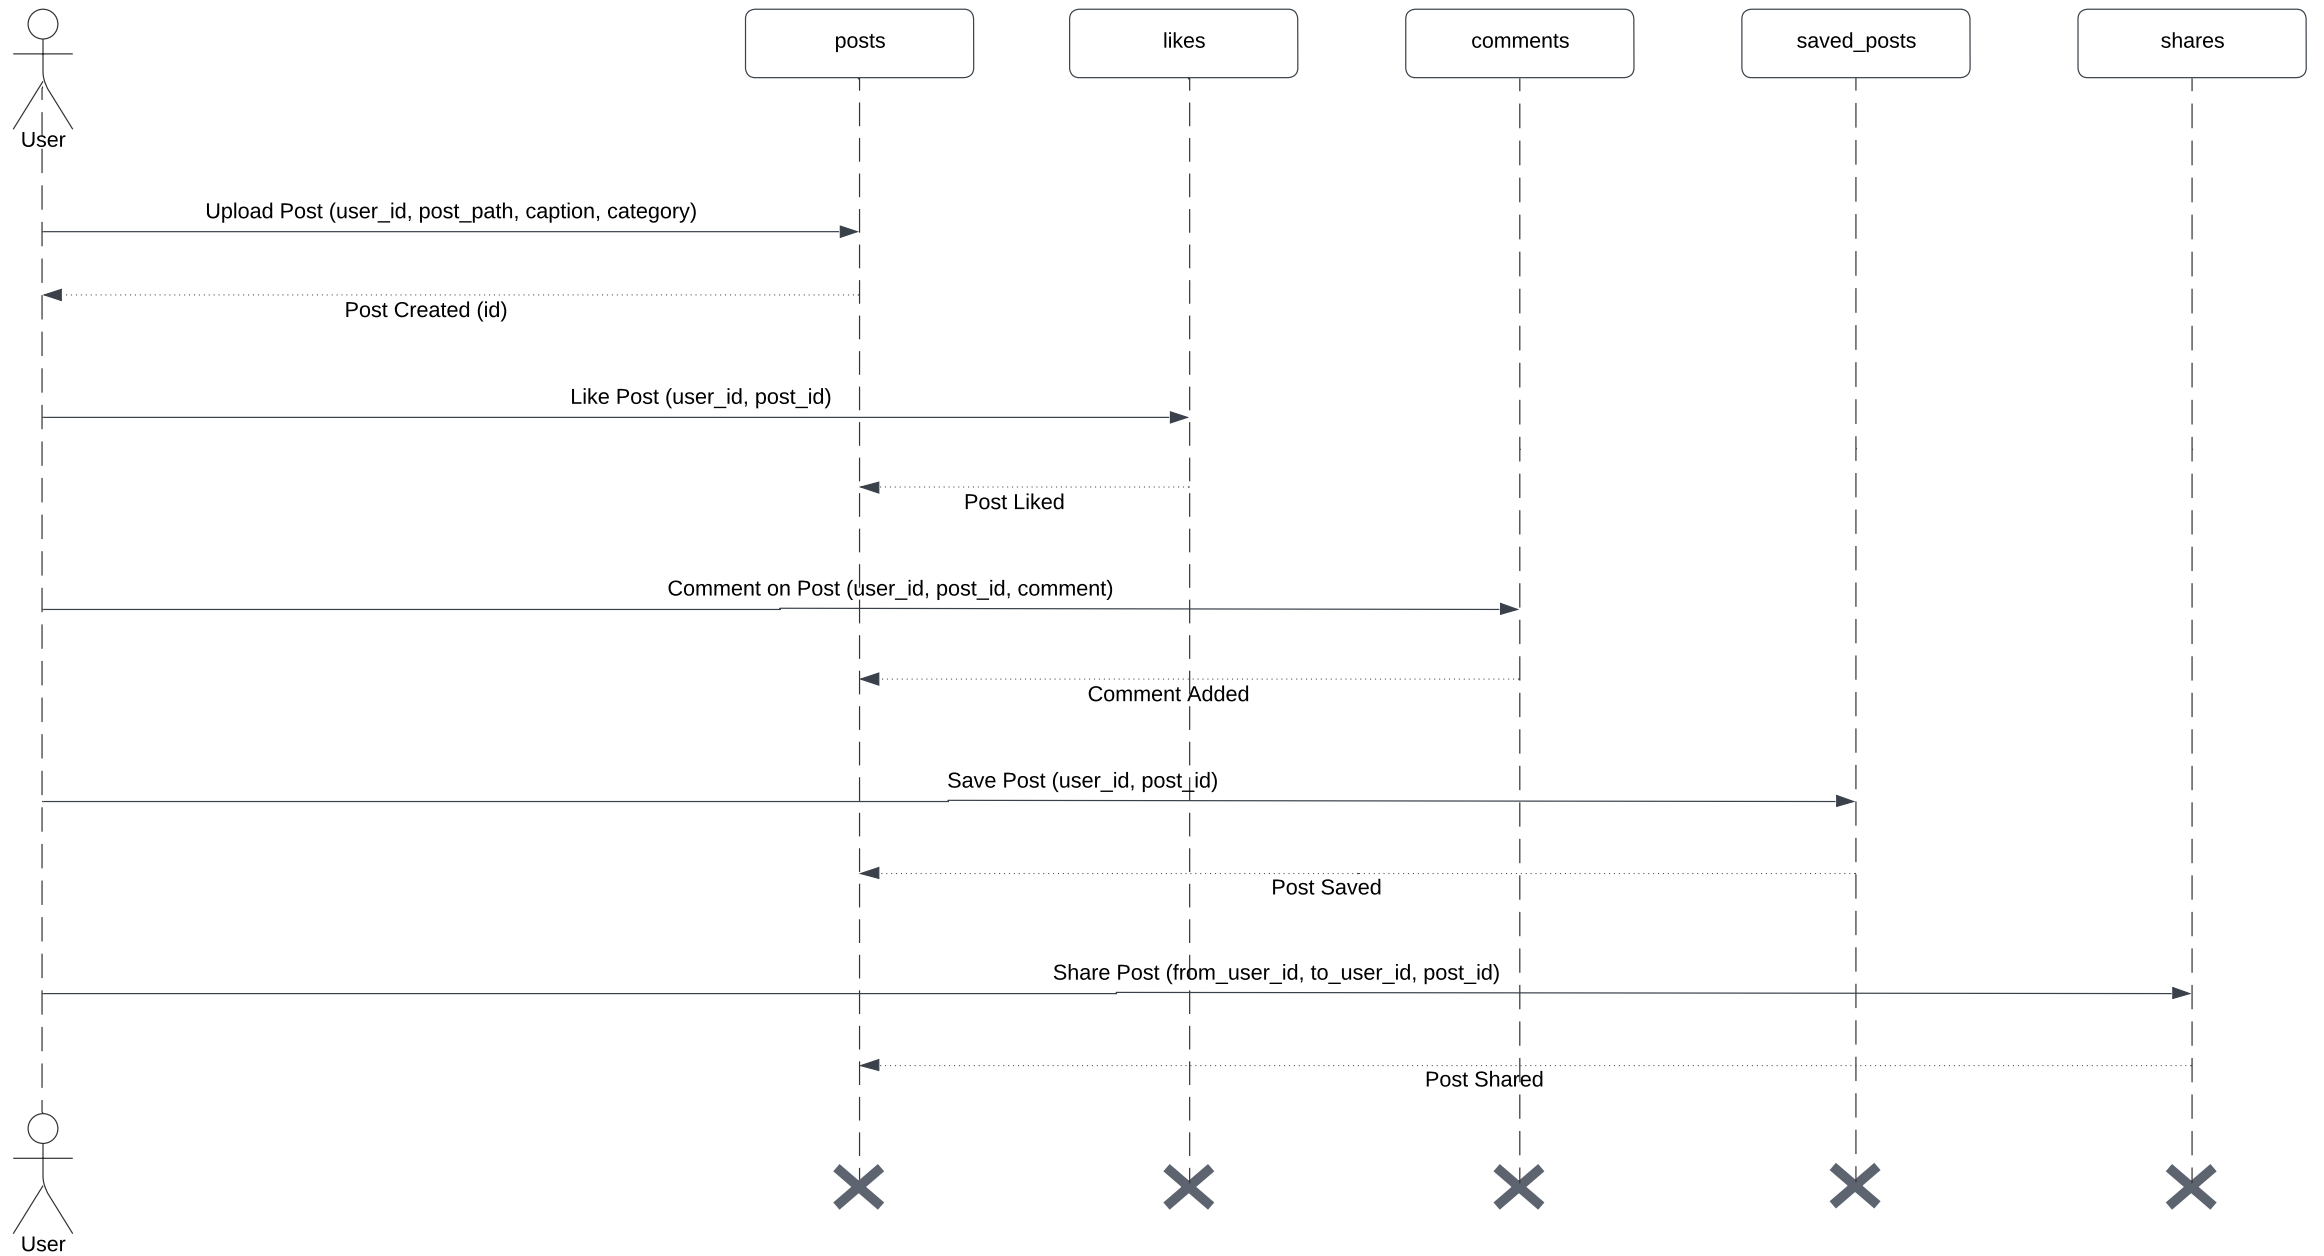 posts
likes
comments
saved_posts
shares
User
Upload Post (user_id, post_path, caption, category)
Post Created (id)
Like Post (user_id, post_id)
Post Liked
Comment on Post (user_id, post_id, comment)
Comment Added
Save Post (user_id, post_id)
Post Saved
Share Post (from_user_id, to_user_id, post_id)
Post Shared
User